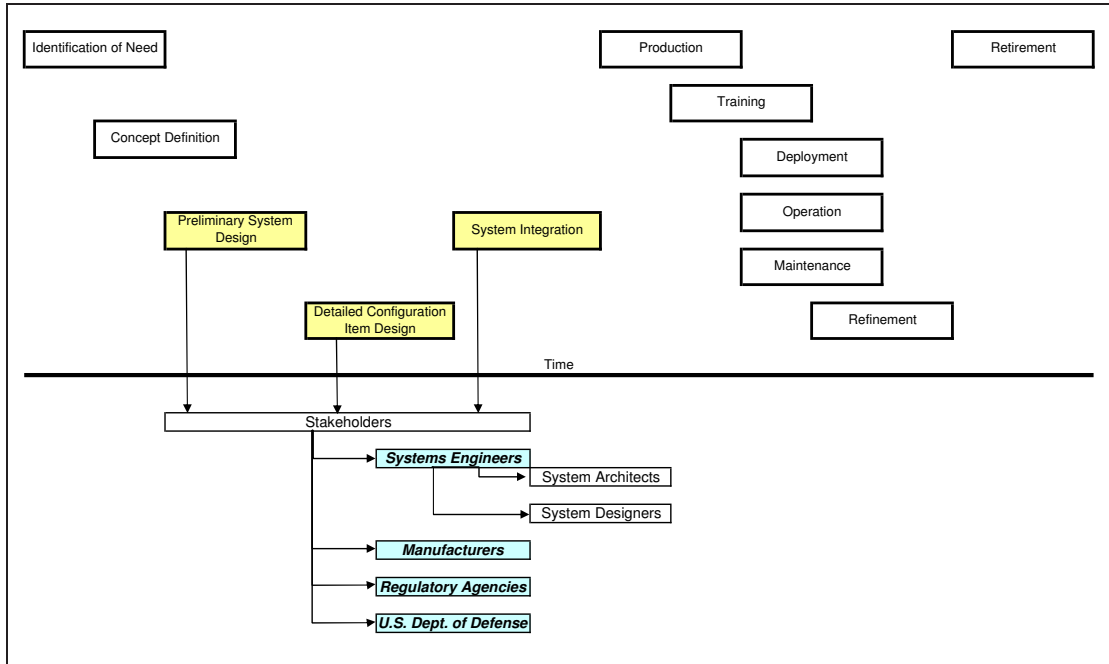 Identification of Need
Production
Retirement
Training
Concept Definition
Deployment
Preliminary System
Design
System Integration
Operation
Maintenance
Detailed Configuration
Item Design
Refinement
Time
Stakeholders
Systems Engineers
System Architects
System Designers
Manufacturers
Regulatory Agencies
U.S. Dept. of Defense